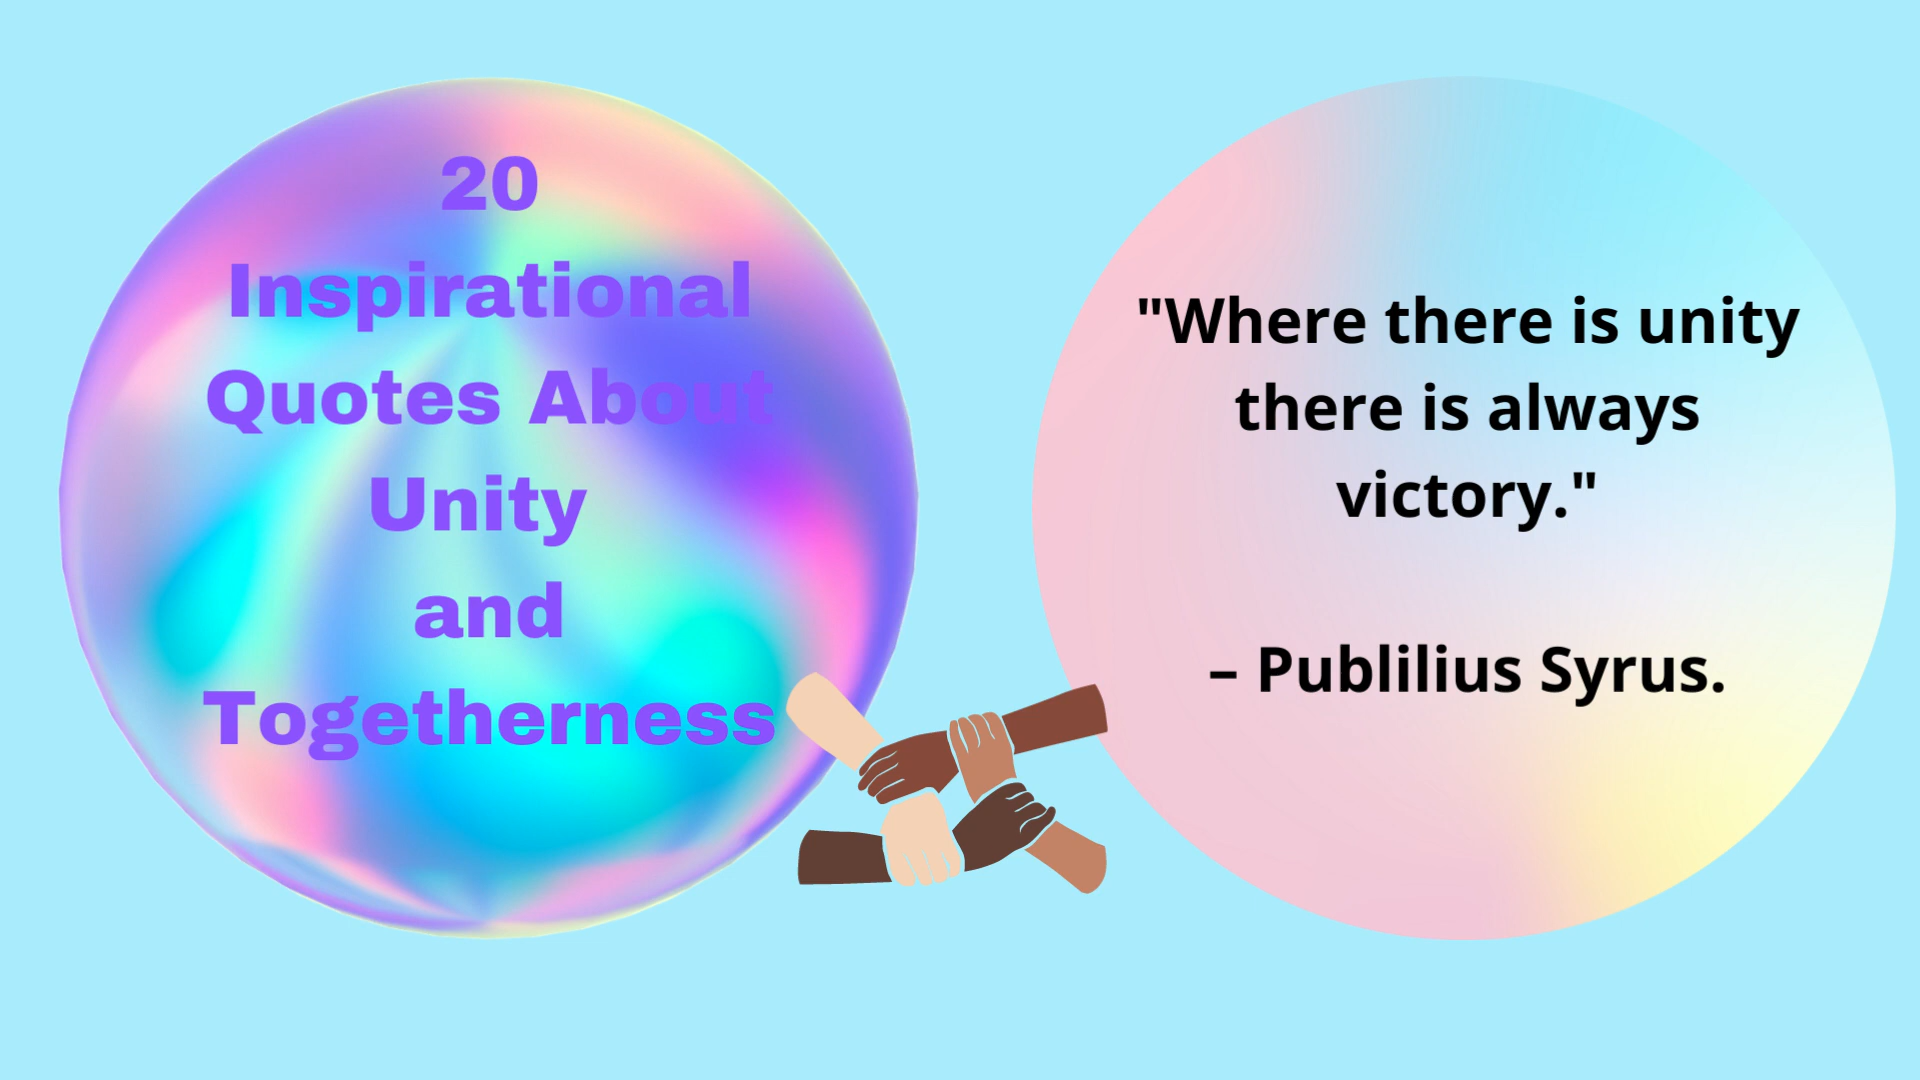 20
Inspirational
Quotes About
Unity
and
Togetherness
"Where there is unity
there is always
victory."
– Publilius Syrus.